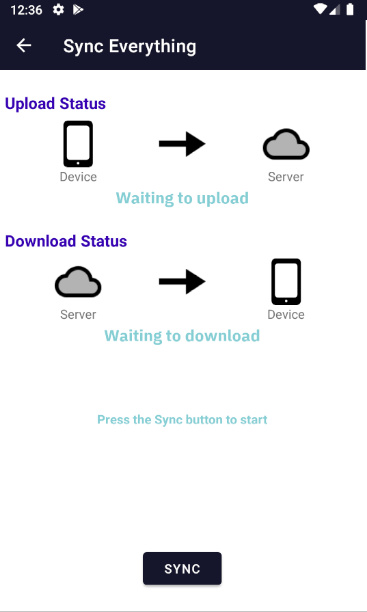 12:36
Sync Everything
Upload Status
Device
Server
Waiting to upload
Download Status
Server
Device
Waiting to download
Press the Sync button to start
SYNC